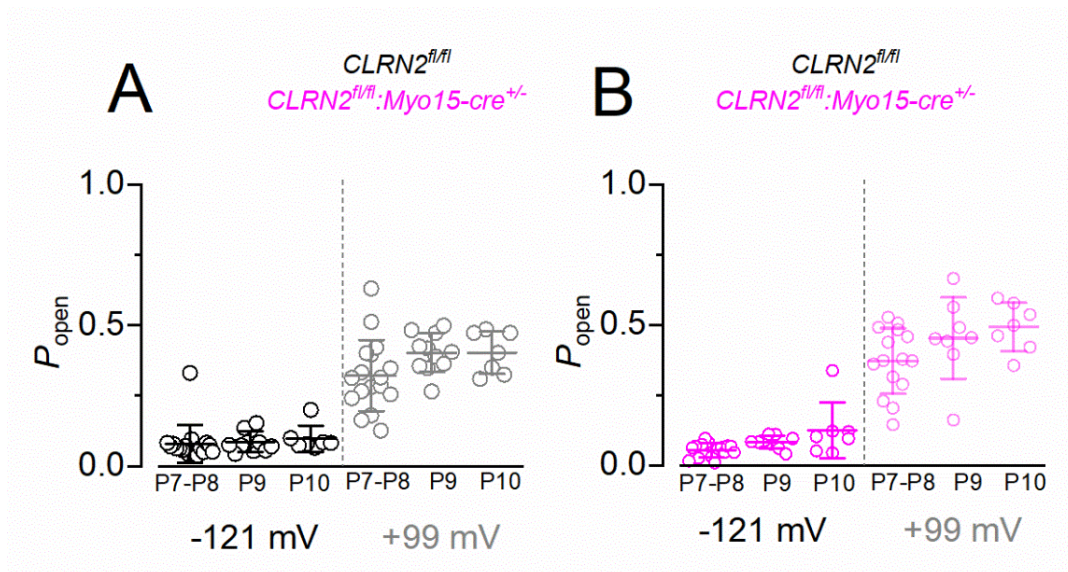 A
CLRN2fl/fl
CLRN2fl/fl:Myo15-cre+/-
Popen
1.0
0.5
0.0
P7-P8 P9 P10 P7-P8 P9 P10
-121 mV +99 mV
B
CLRN2fl/fl
CLRN2fl/fl:Myo15-cre+/-
Popen
1.0
0.5
0.0
P7-P8 P9 P10 P7-P8 P9 P10
-121 mV +99 mV